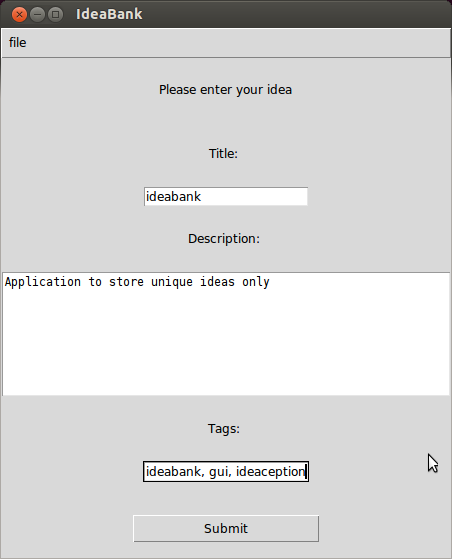 IdeaBank
file
Please enter your idea
Title:
ideabank
Description:
Application to store unique ideas only
Tags:
ideabank, gui, ideaception
Submit